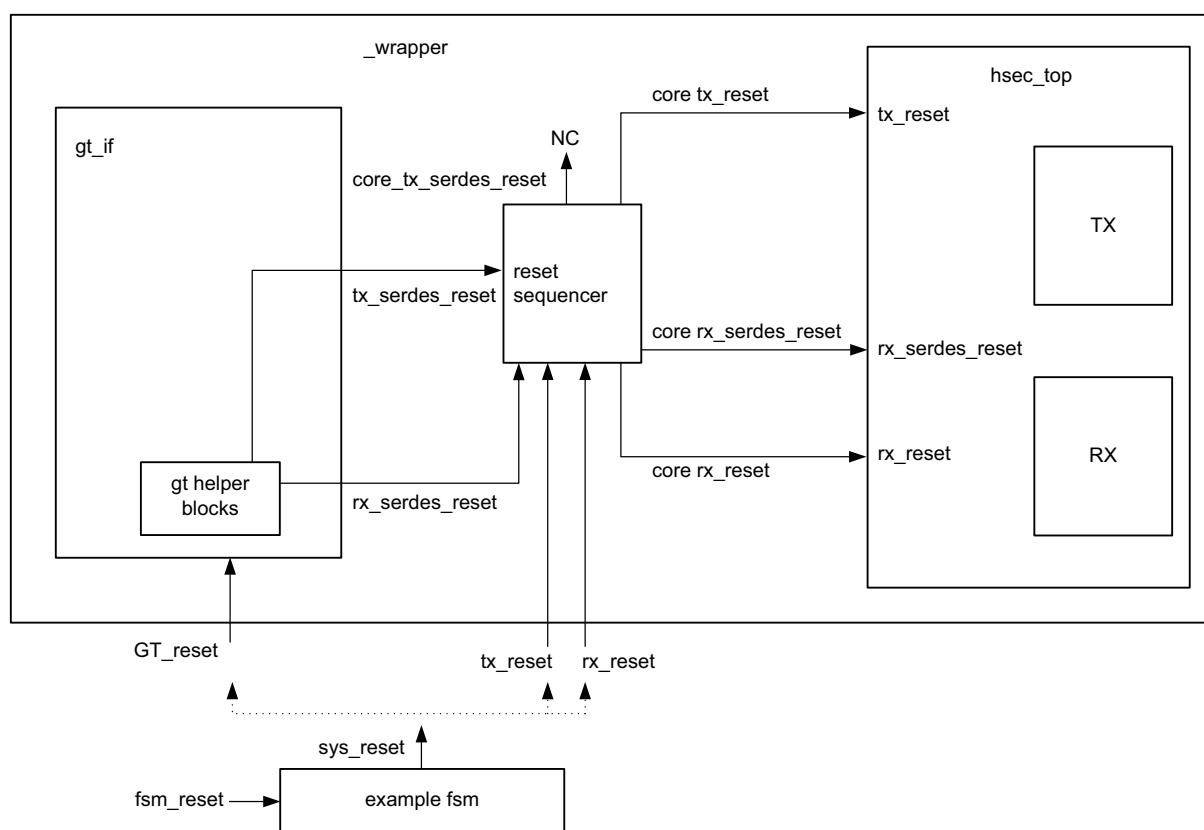 _wrapper
hsec_top
core tx_reset
tx_reset
gt_if
NC
core_tx_serdes_reset
TX
reset
sequencer
tx_serdes_reset
core rx_serdes_reset
rx_serdes_reset
rx_reset
RX
core rx_reset
gt helper
blocks
rx_serdes_reset
GT_reset
tx_reset
rx_reset
sys_reset
fsm_reset
example fsm